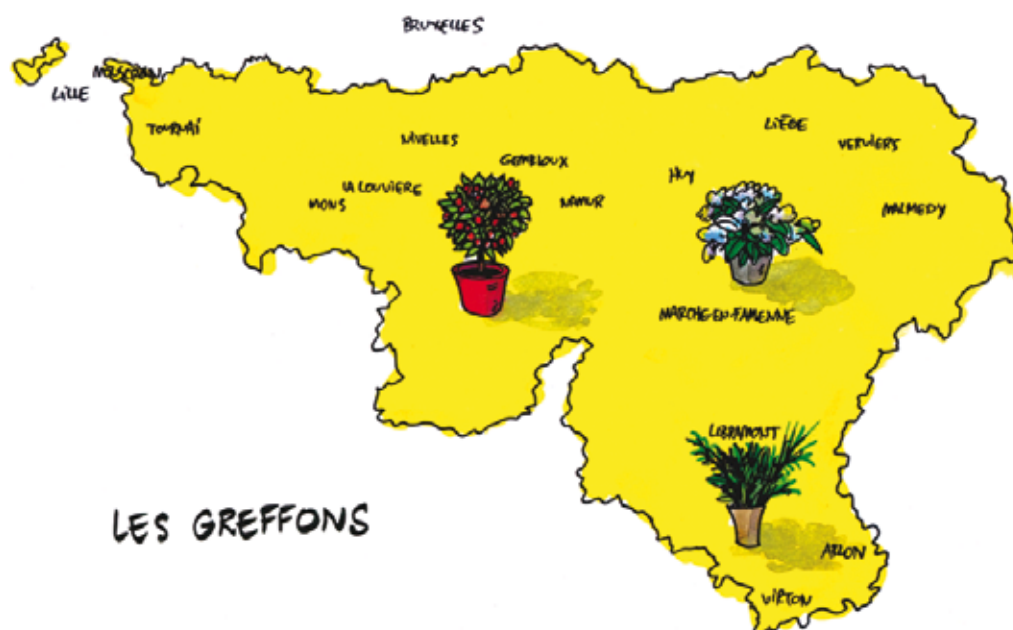 BRUXELLES
MOUSCRON
LILLE
TOURNAI
NIVELLES
LIÈGE
VERVIERS
GEMBLOUX
HUY
LA LOUVIERE
MONS
NAMUR
MALMEDY
MARCHE-EN-FAMENNE
LIBRAMONT
LES GREFFONS
ARLON
VIRTON